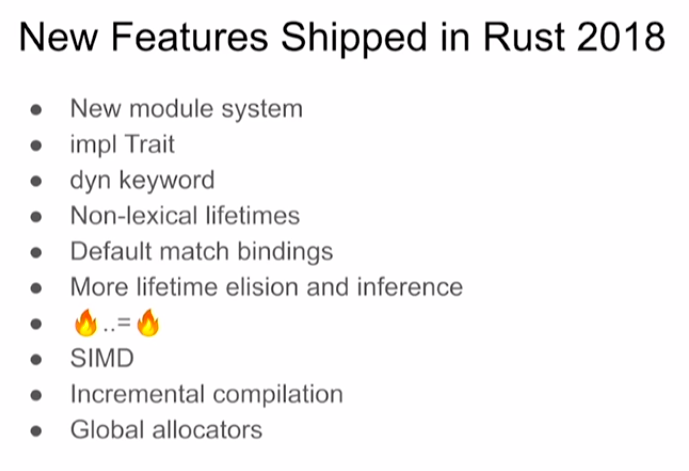 New Features Shipped in Rust 2018
● New module system
● impl Trait
● dyn keyword
● Non-lexical lifetimes
● Default match bindings
● More lifetime elision and inference
● 🔥..=🔥
● SIMD
● Incremental compilation
● Global allocators